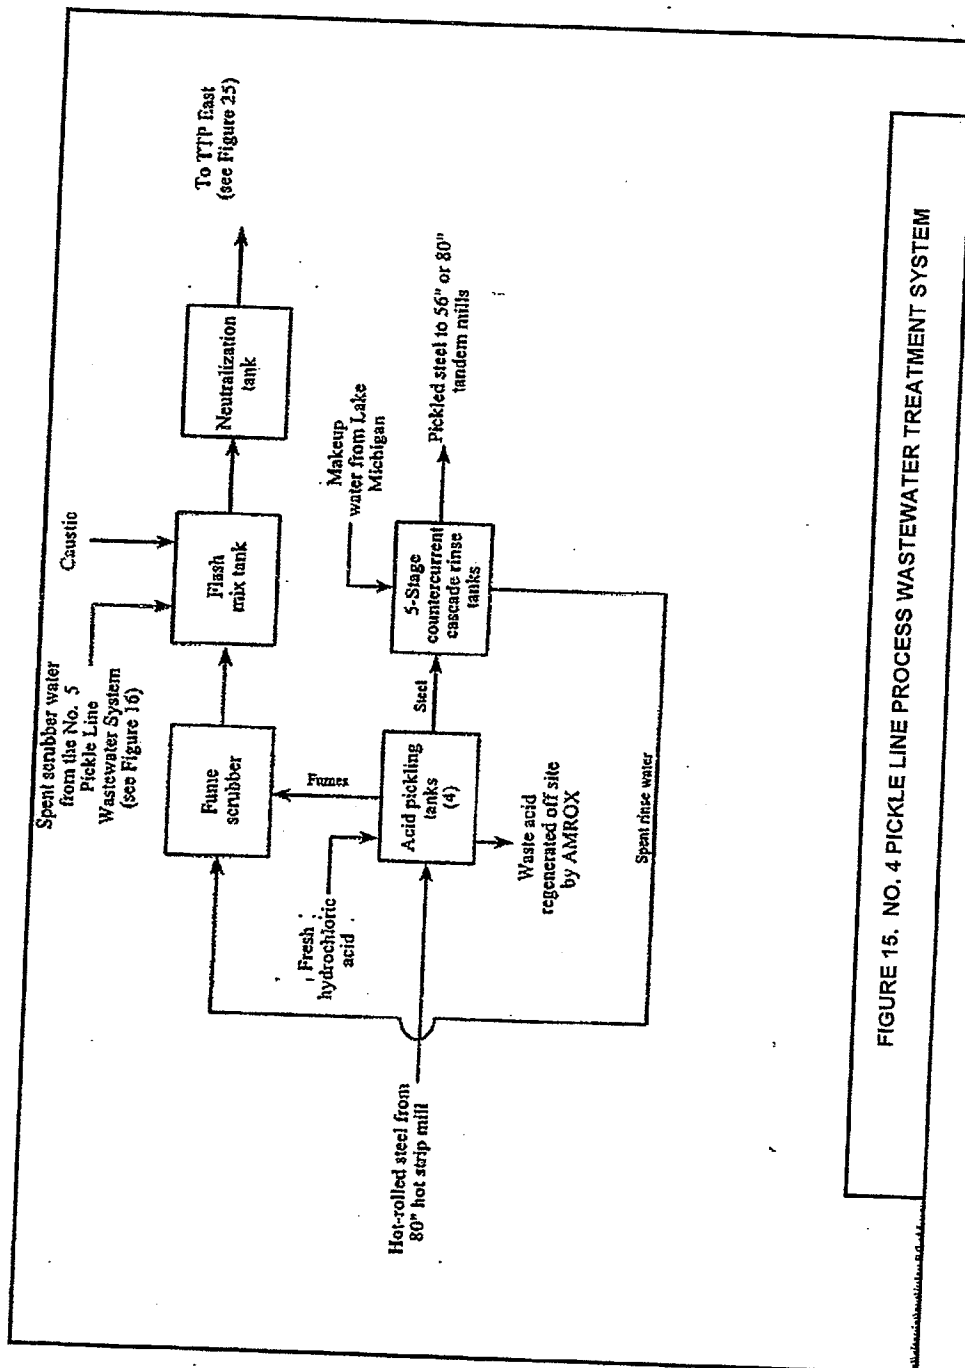 Spent scrubber water
from the No. 5
Pickle Line
Wastewater System
(see Figure 16)
Caustic
To TTP East
(see Figure 25)
Fume
scrubber
Flash
mix tank
Neutralization
tank
Fumes
Fresh
hydrochloric
acid
Makeup
water from Lake
Michigan
Hot-rolled steel from
80" hot strip mill
Acid pickling
tanks
(4)
Steel
5-Stage
countercurrent
cascade rinse
tanks
Pickled steel to 56" or 80"
tandem mills
Waste acid
regenerated off site
by AMROX
Spent rinse water
FIGURE 15. NO. 4 PICKLE LINE PROCESS WASTEWATER TREATMENT SYSTEM